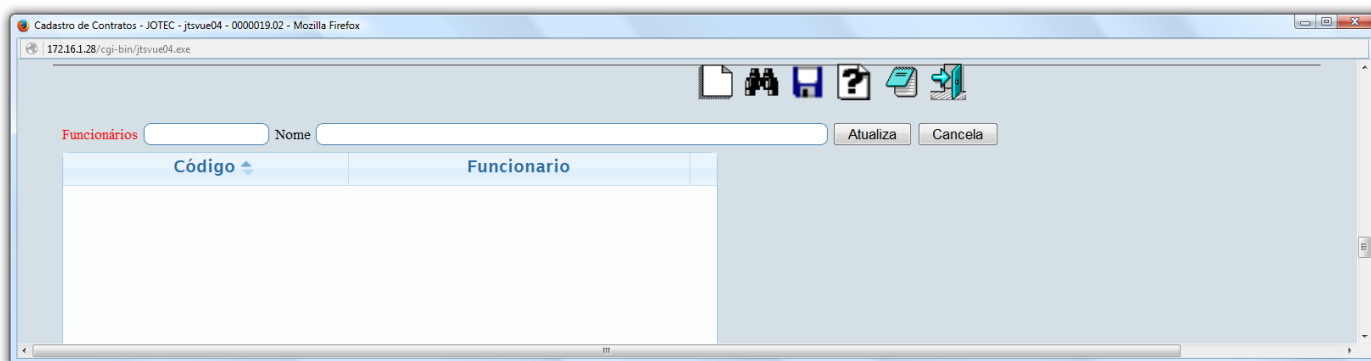 Cadastro de Contratos - JOTEC - jtsvue04 - 0000019.02 - Mozilla Firefox
172.16.1.28/cgi-bin/jtsvue04.exe
Funcionários Nome Atualiza Cancela
Código Funcionario